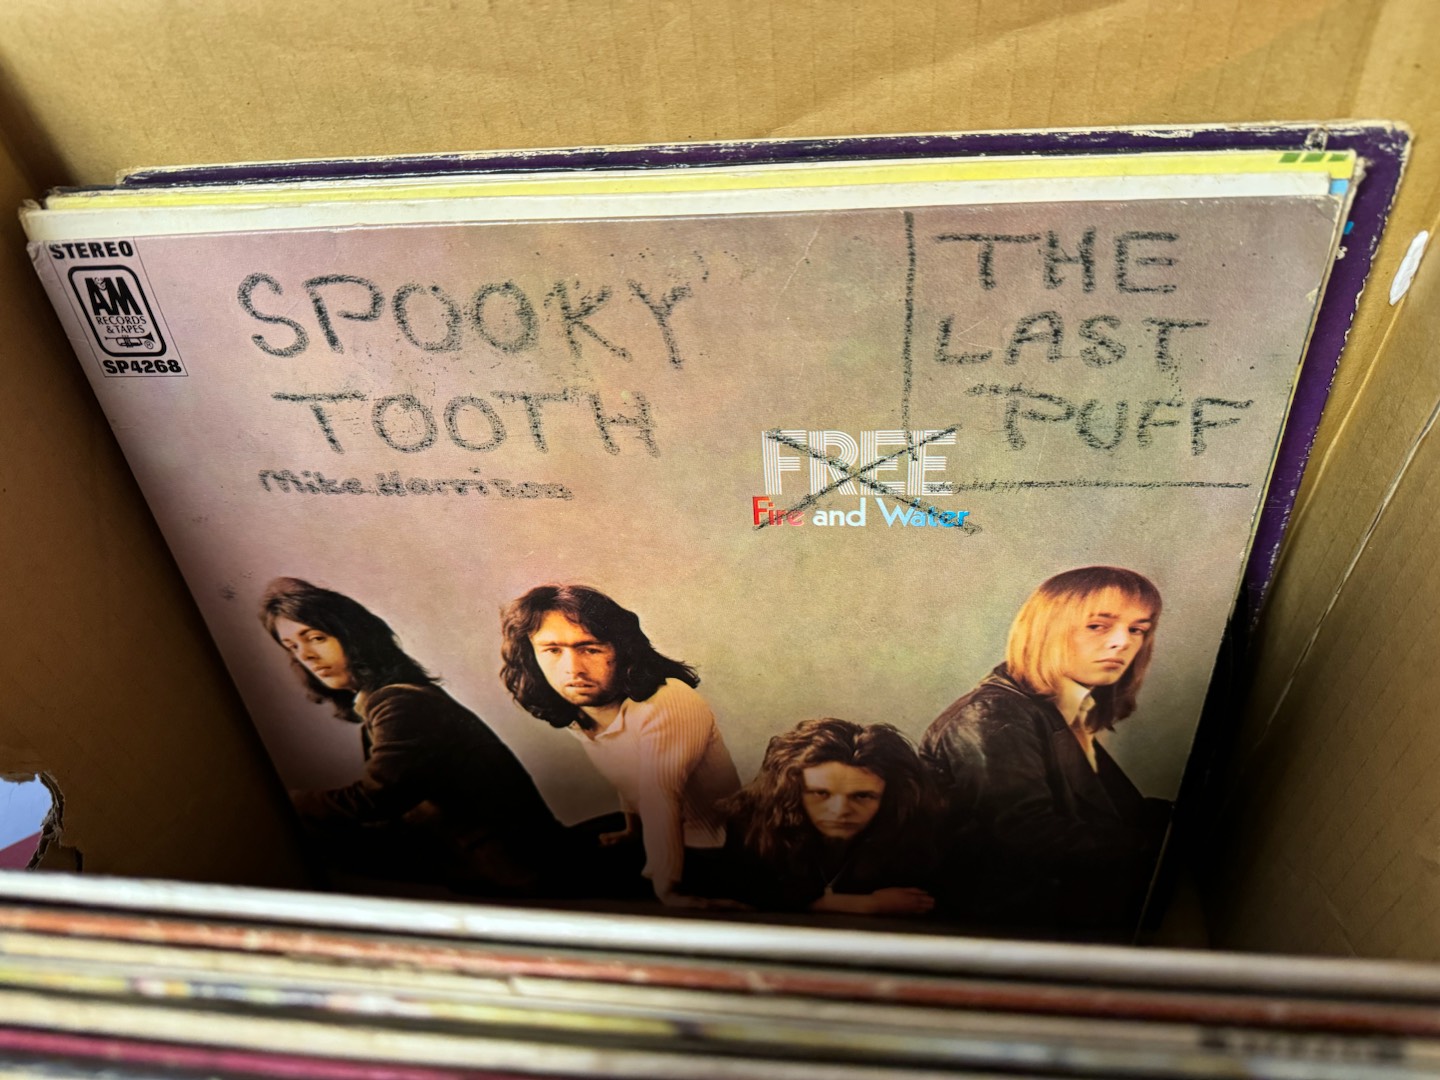 STEREO
A&M
RECORDS
& TAPES
®
SP4268
SPOOKY
TOOTH
Mike Harrison
THE
LAST
PUFF
FREE
Fire and Water